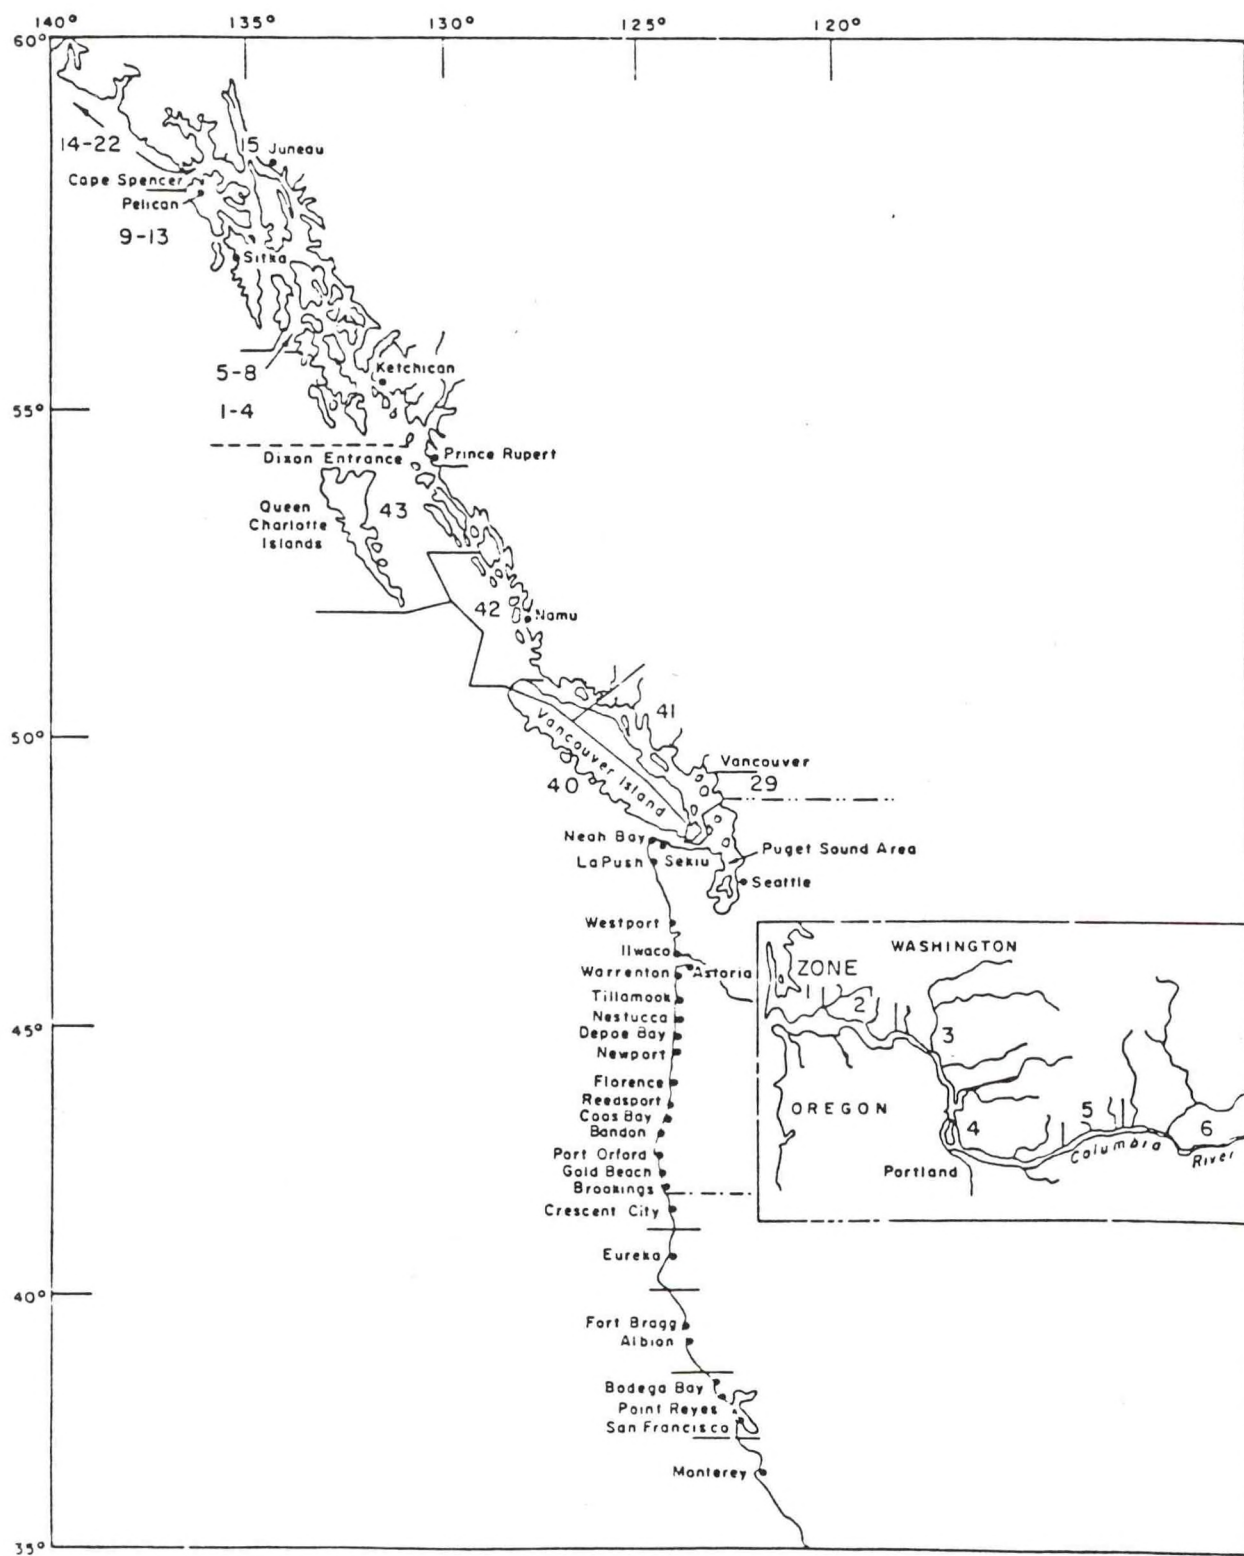 140° 135° 130° 125° 120°
60°
14-22
15 Juneau
Cape Spencer
Pelican
9-13
Sitka
5-8
Ketchican
1-4
55°
Dixon Entrance
Prince Rupert
Queen
Charlotte
Islands
43
42
Namu
41
50°
Vancouver Island
Vancouver
40
29
Neah Bay
Puget Sound Area
LaPush
Sekiu
Seattle
Westport
Ilwaco
Astoria
Warrenton
Tillamook
Nestucca
45°
Depoe Bay
Newport
Florence
Reedsport
Coos Bay
Bandon
Port Orford
Gold Beach
Brookings
Crescent City
Eureka
40°
Fort Bragg
Albion
Bodega Bay
Point Reyes
San Francisco
Monterey
35°
WASHINGTON
ZONE
1
2
3
OREGON
4
5
6
Columbia
River
Portland